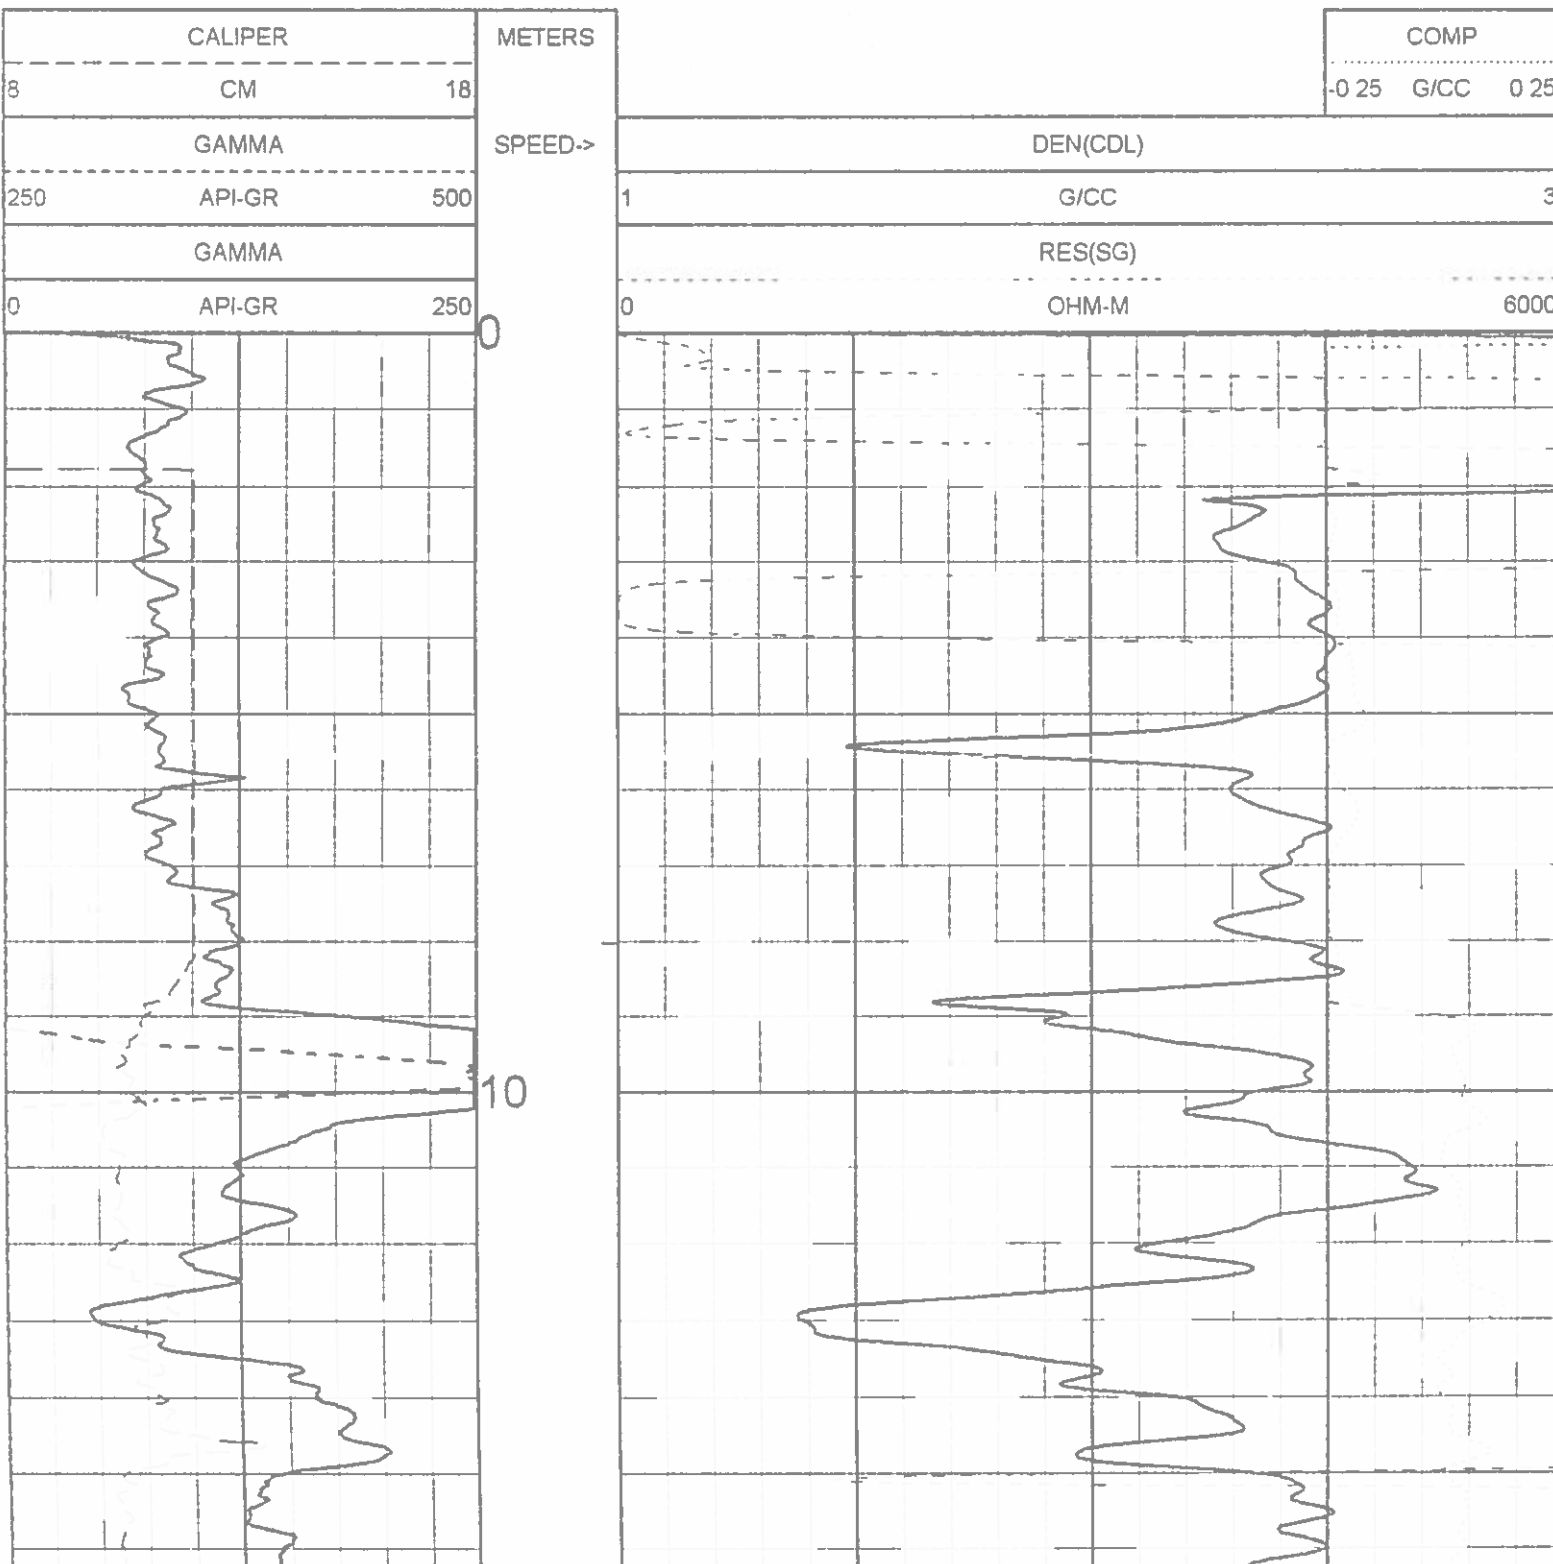 CALIPER METERS COMP
8 CM 18 -0 25 G/CC 0 25
GAMMA SPEED-> DEN(CDL)
250 API-GR 500 1 G/CC 3
GAMMA RES(SG)
0 API-GR 250 0 OHM-M 6000
0
10